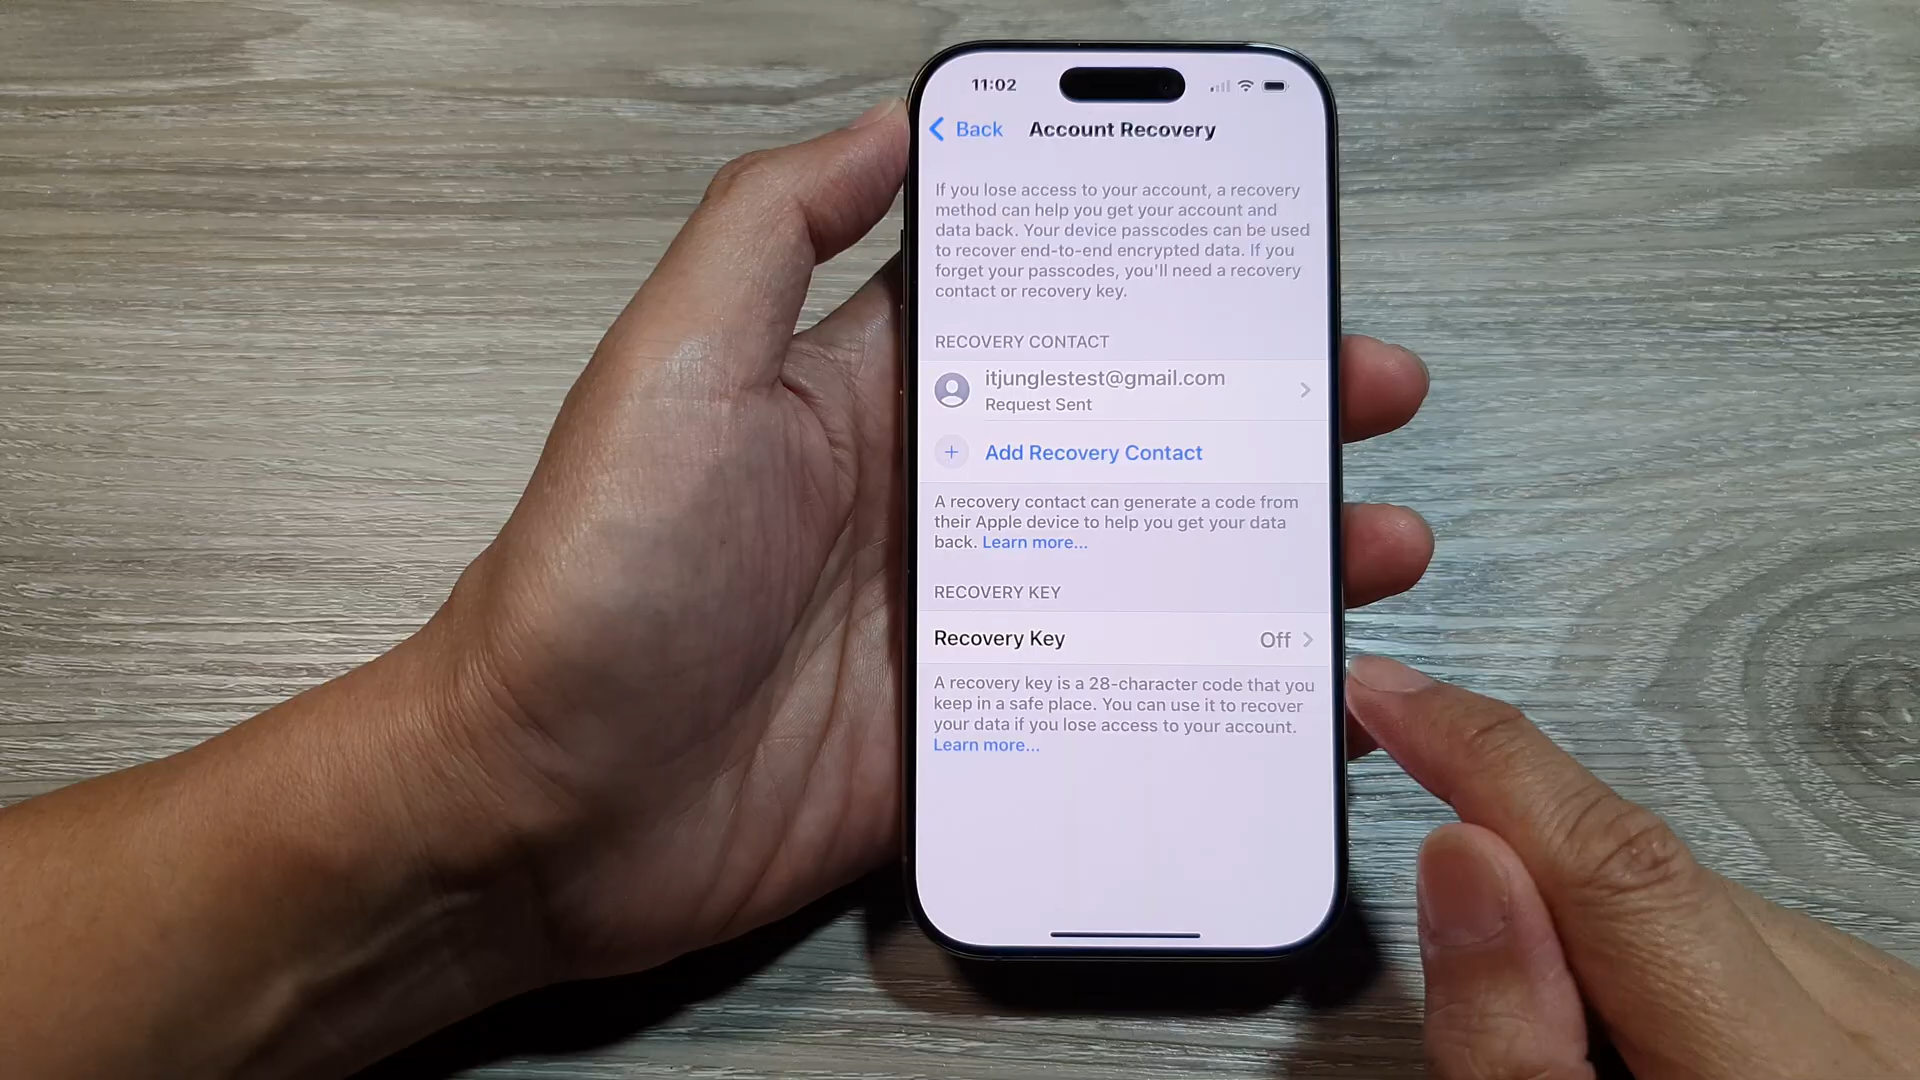 11:02
Back Account Recovery
If you lose access to your account, a recovery
method can help you get your account and
data back. Your device passcodes can be used
to recover end-to-end encrypted data. If you
forget your passcodes, you'll need a recovery
contact or recovery key.
RECOVERY CONTACT
itjunglestest@gmail.com
Request Sent
+ Add Recovery Contact
A recovery contact can generate a code from
their Apple device to help you get your data
back. Learn more...
RECOVERY KEY
Recovery Key Off
A recovery key is a 28-character code that you
keep in a safe place. You can use it to recover
your data if you lose access to your account.
Learn more...